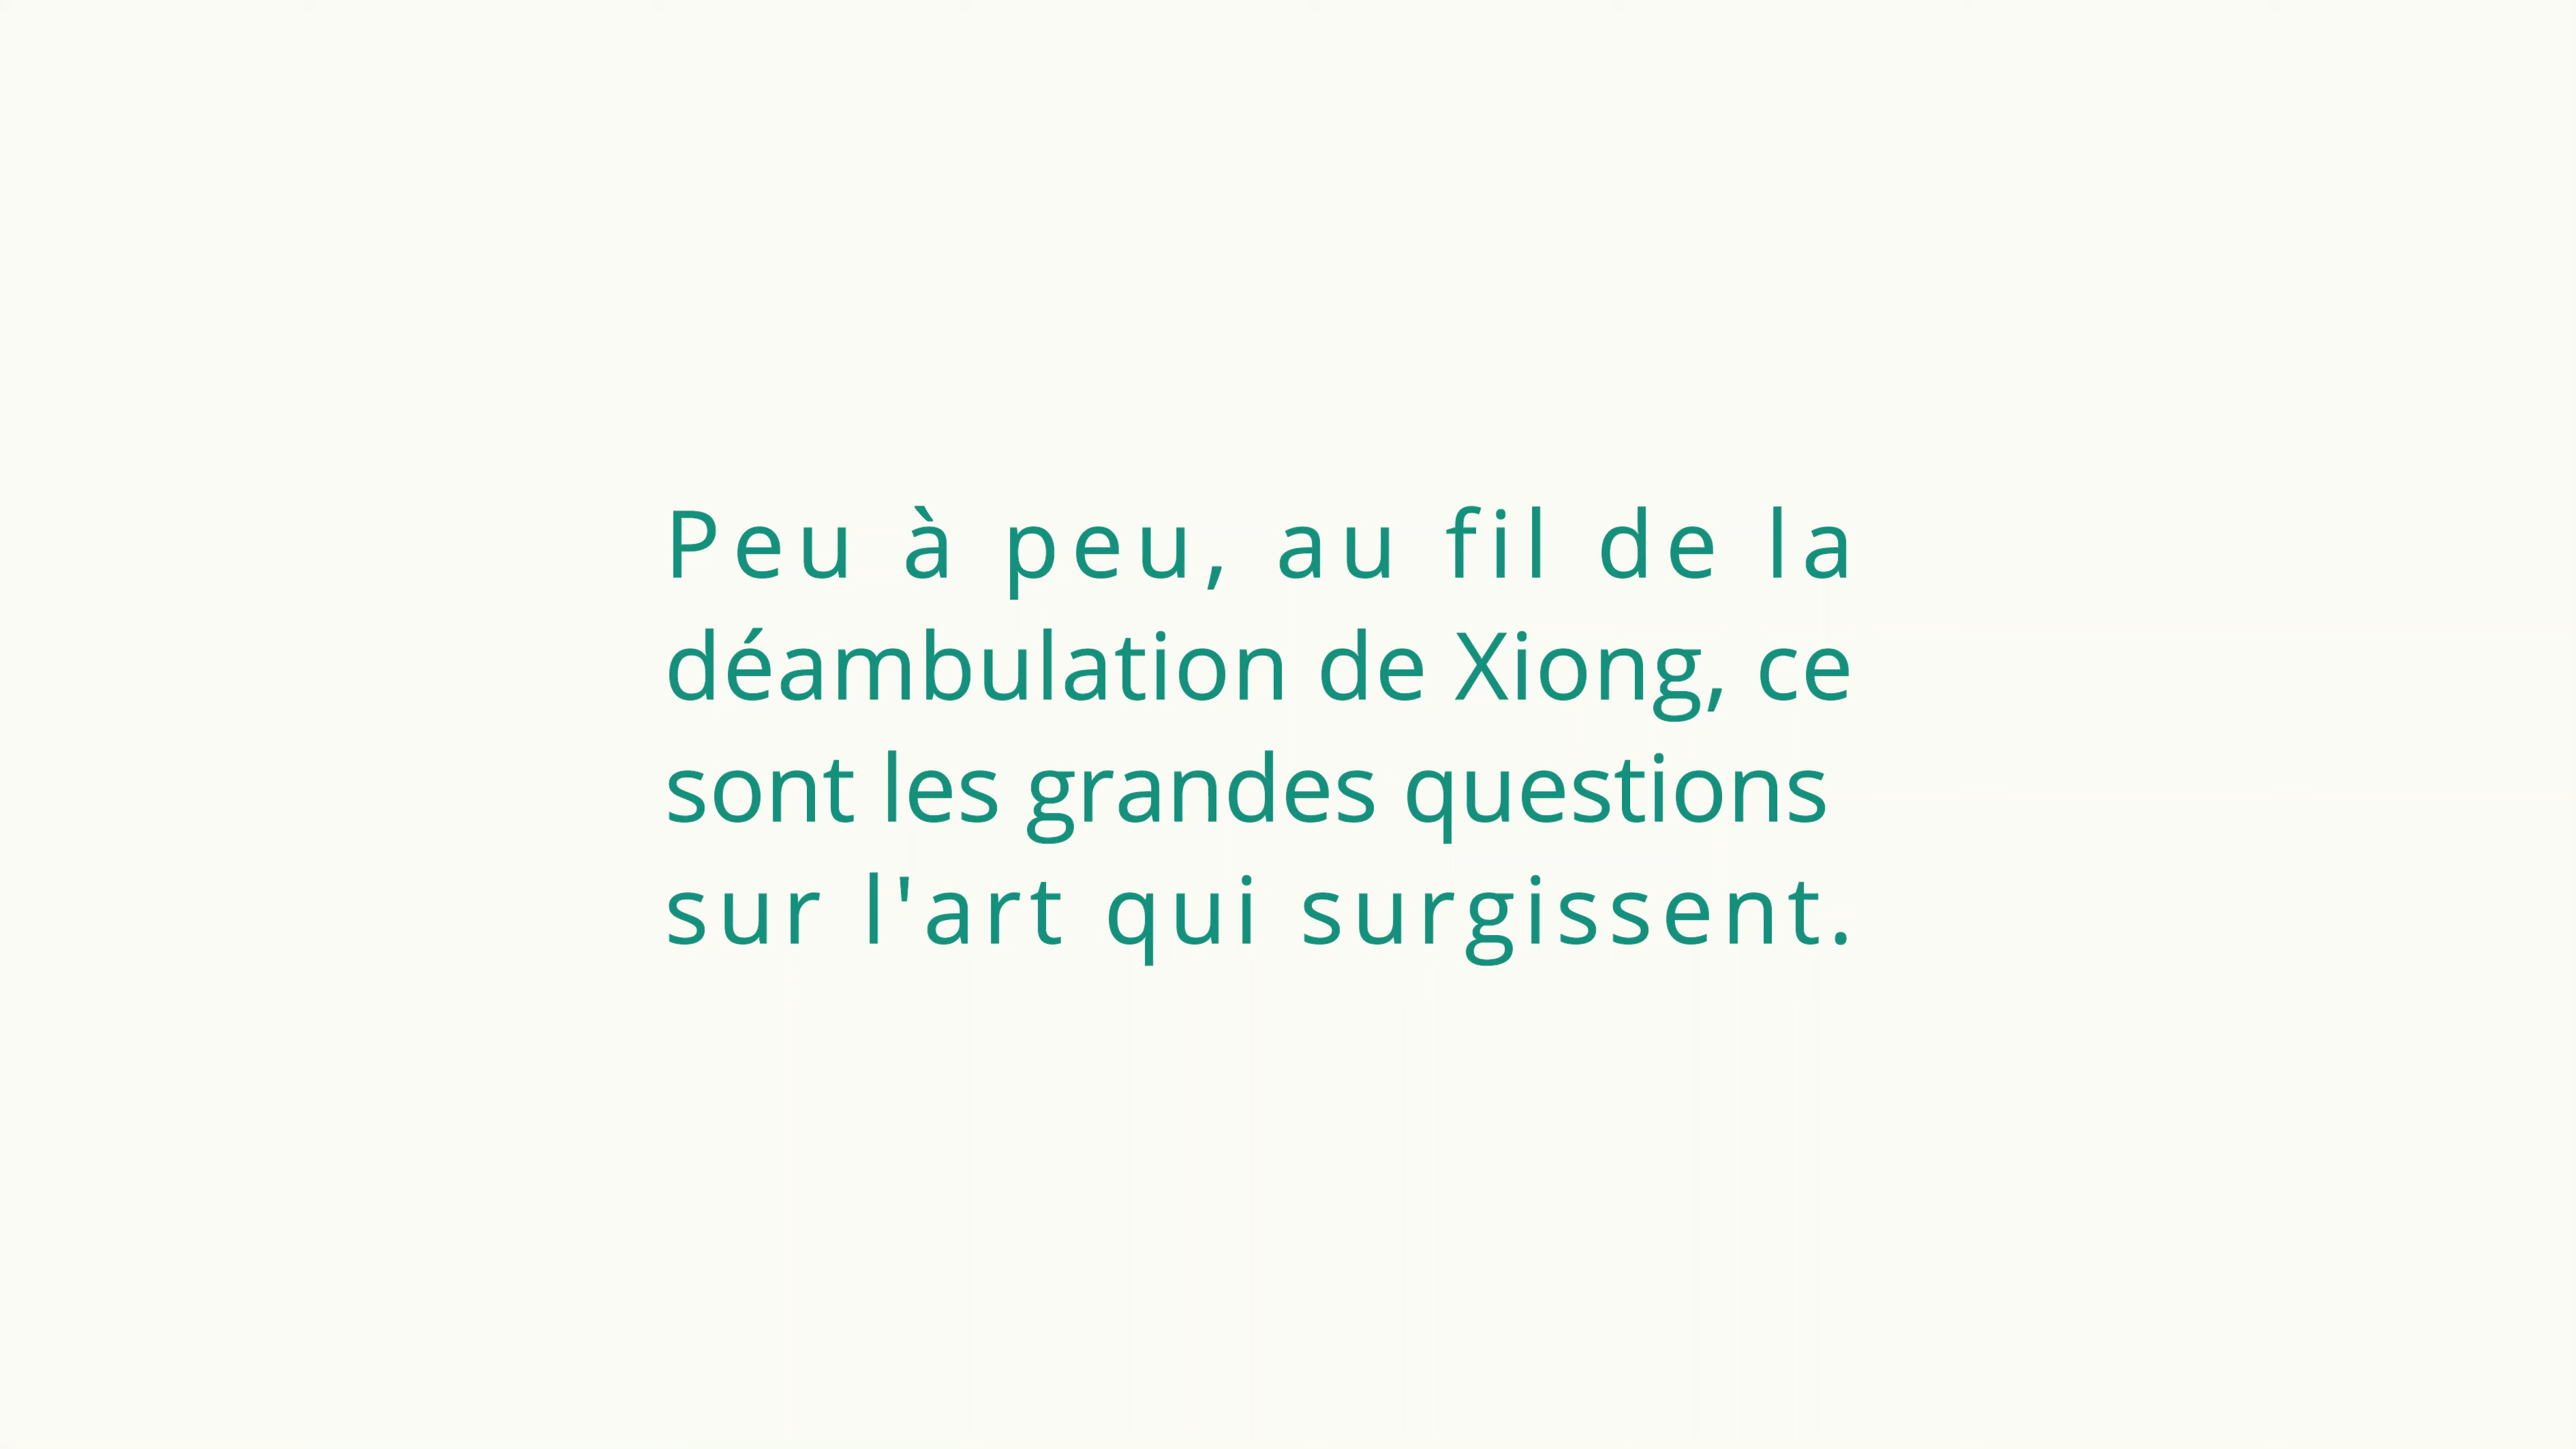 Peu à peu, au fil de la
déambulation de Xiong, ce
sont les grandes questions
sur l'art qui surgissent.